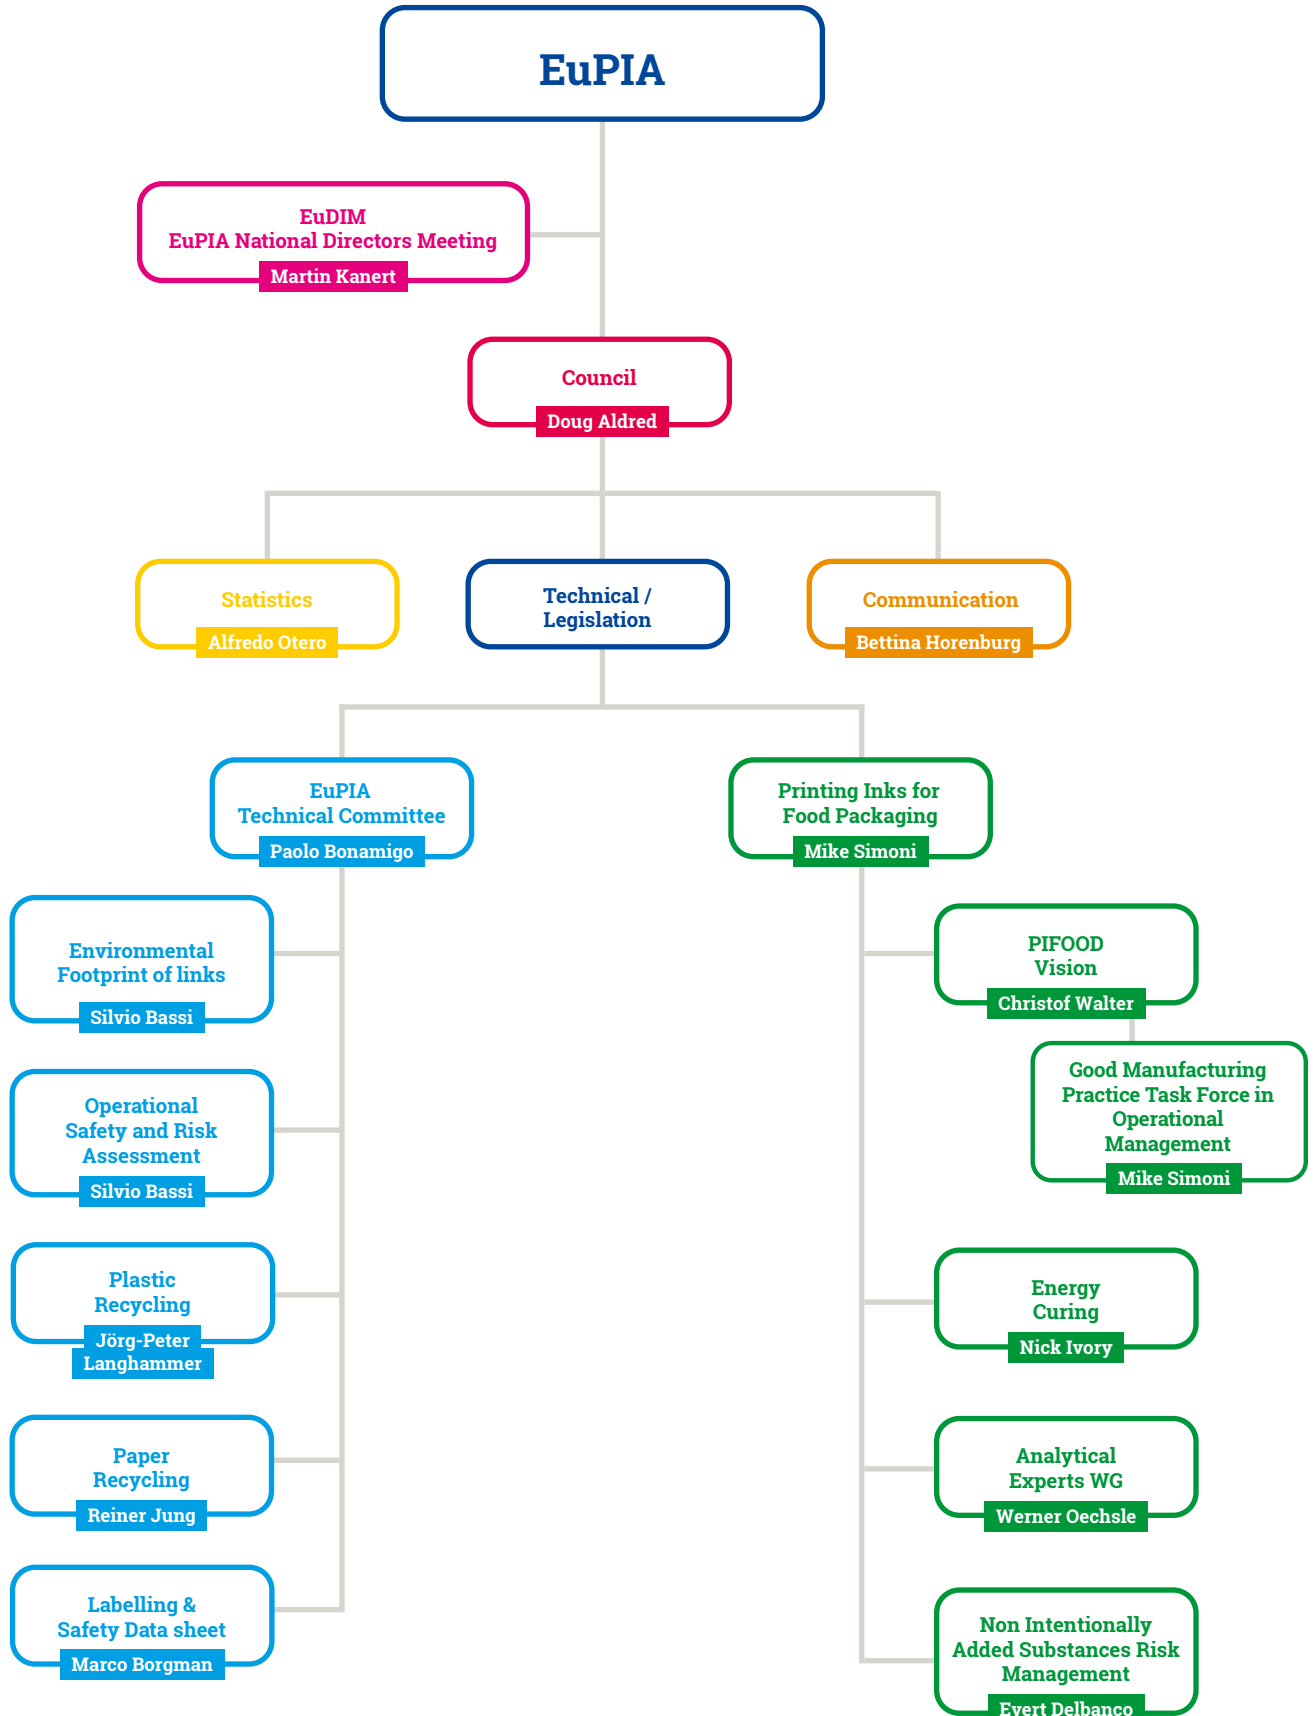 EuPIA
EuDIM
EuPIA National Directors Meeting
Martin Kanert
Council
Doug Aldred
Statistics
Alfredo Otero
Technical /
Legislation
Communication
Bettina Horenburg
EuPIA
Technical Committee
Paolo Bonamigo
Environmental
Footprint of links
Silvio Bassi
Operational
Safety and Risk
Assessment
Silvio Bassi
Plastic
Recycling
Jörg-Peter
Langhammer
Paper
Recycling
Reiner Jung
Labelling &
Safety Data sheet
Marco Borgman
Printing Inks for
Food Packaging
Mike Simoni
PIFOOD
Vision
Christof Walter
Good Manufacturing
Practice Task Force in
Operational
Management
Mike Simoni
Energy
Curing
Nick Ivory
Analytical
Experts WG
Werner Oechsle
Non Intentionally
Added Substances Risk
Management
Evert Delbanco